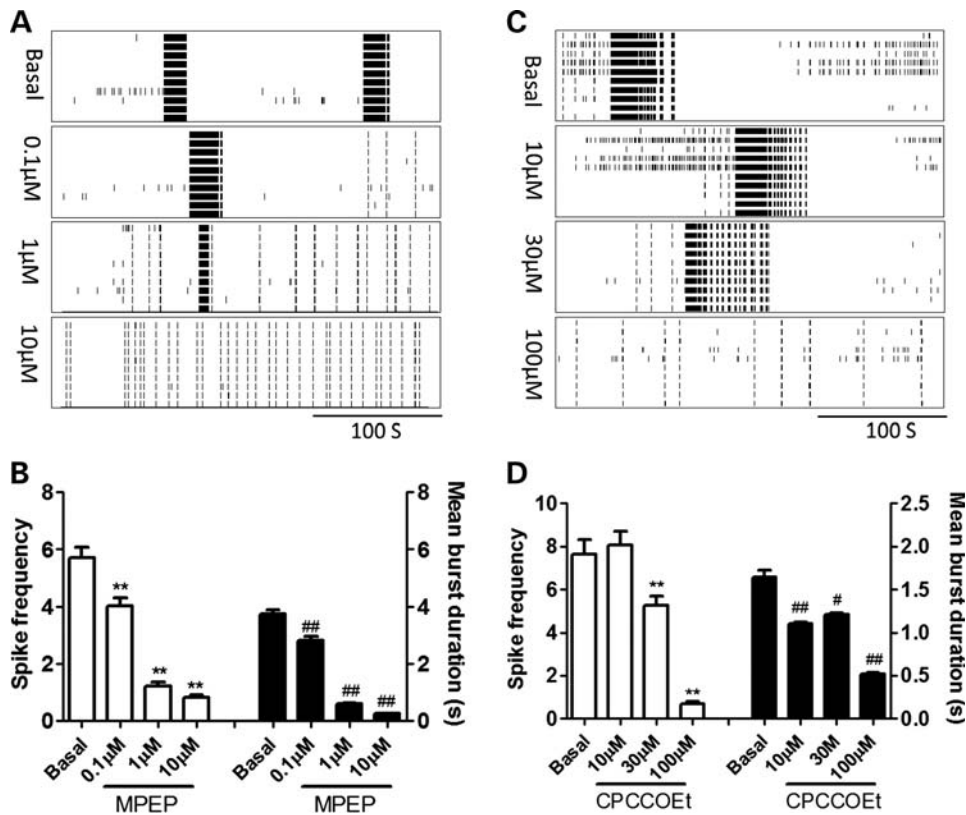 A
Basal
0.1µM
1µM
10µM
100 S
C
Basal
10µM
30µM
100µM
100 S
B
Spike frequency
8
6
4
2
0
8
6
4
2
0
Mean burst duration (s)
**
**
**
##
##
##
Basal
0.1µM
1µM
10µM
Basal
0.1µM
1µM
10µM
MPEP
MPEP
D
Spike frequency
10
8
6
4
2
0
2.5
2.0
1.5
1.0
0.5
0.0
Mean burst duration (s)
**
**
##
#
##
Basal
10µM
30µM
100µM
Basal
10µM
30M
100µM
CPCCOEt
CPCCOEt